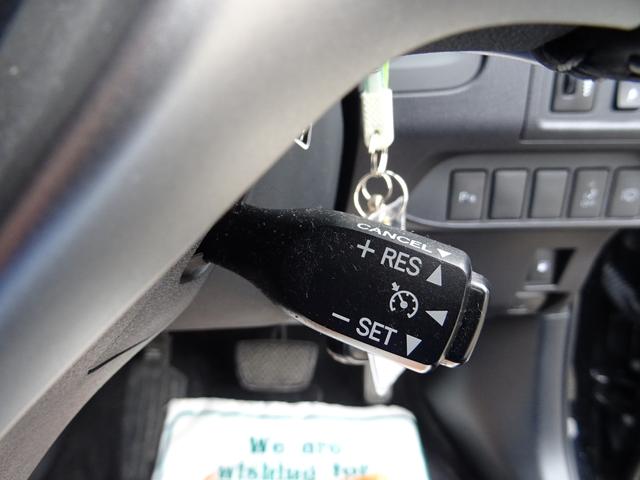 CANCEL
+ RES
− SET
We are
wishing for